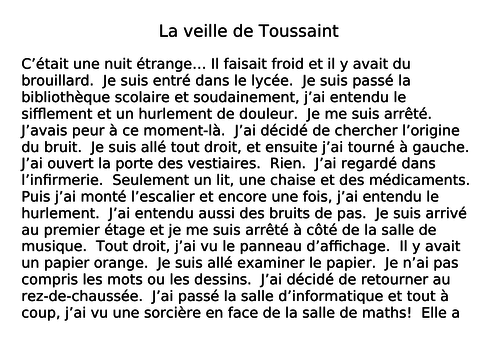 La veille de Toussaint
C’était une nuit étrange… Il faisait froid et il y avait du
brouillard.  Je suis entré dans le lycée.  Je suis passé la
bibliothèque scolaire et soudainement, j’ai entendu le
sifflement et un hurlement de douleur.  Je me suis arrêté.
J’avais peur à ce moment-là.  J’ai décidé de chercher l’origine
du bruit.  Je suis allé tout droit, et ensuite j’ai tourné à gauche.
J’ai ouvert la porte des vestiaires.  Rien.  J’ai regardé dans
l’infirmerie.  Seulement un lit, une chaise et des médicaments.
Puis j’ai monté l’escalier et encore une fois, j’ai entendu le
hurlement.  J’ai entendu aussi des bruits de pas.  Je suis arrivé
au premier étage et je me suis arrêté à côté de la salle de
musique.  Tout droit, j’ai vu le panneau d’affichage.  Il y avait
un papier orange.  Je suis allé examiner le papier.  Je n’ai pas
compris les mots ou les dessins.  J’ai décidé de retourner au
rez-de-chaussée.  J’ai passé la salle d’informatique et tout à
coup, j’ai vu une sorcière en face de la salle de maths!  Elle a